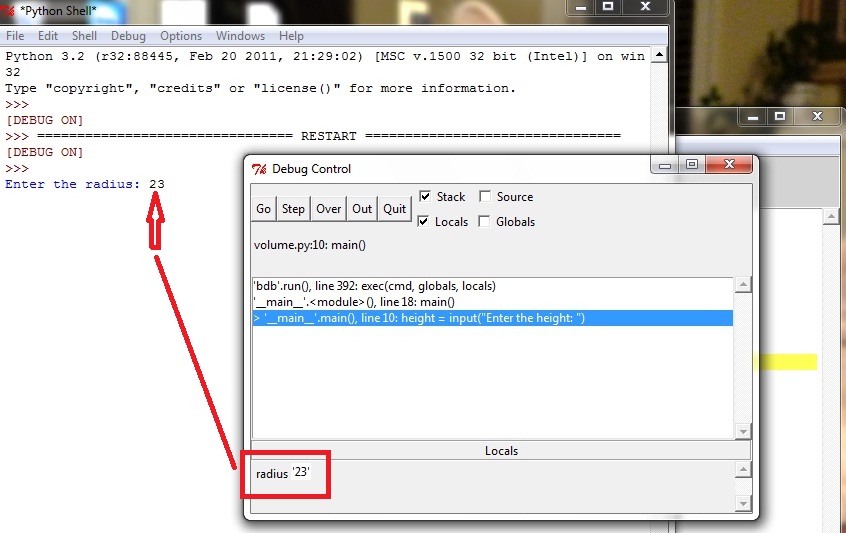 *Python Shell*
File Edit Shell Debug Options Windows Help
Python 3.2 (r32:88445, Feb 20 2011, 21:29:02) [MSC v.1500 32 bit (Intel)] on win
32
Type "copyright", "credits" or "license()" for more information.
>>>
[DEBUG ON]
>>> ================================ RESTART ================================
[DEBUG ON]
>>>
Enter the radius: 23
Debug Control
Go Step Over Out Quit Stack Source
Locals Globals
volume.py:10: main()
'bdb'.run(), line 392: exec(cmd, globals, locals)
'__main__'.<module>(), line 18: main()
> '__main__'.main(), line 10: height = input("Enter the height: ")
Locals
radius '23'